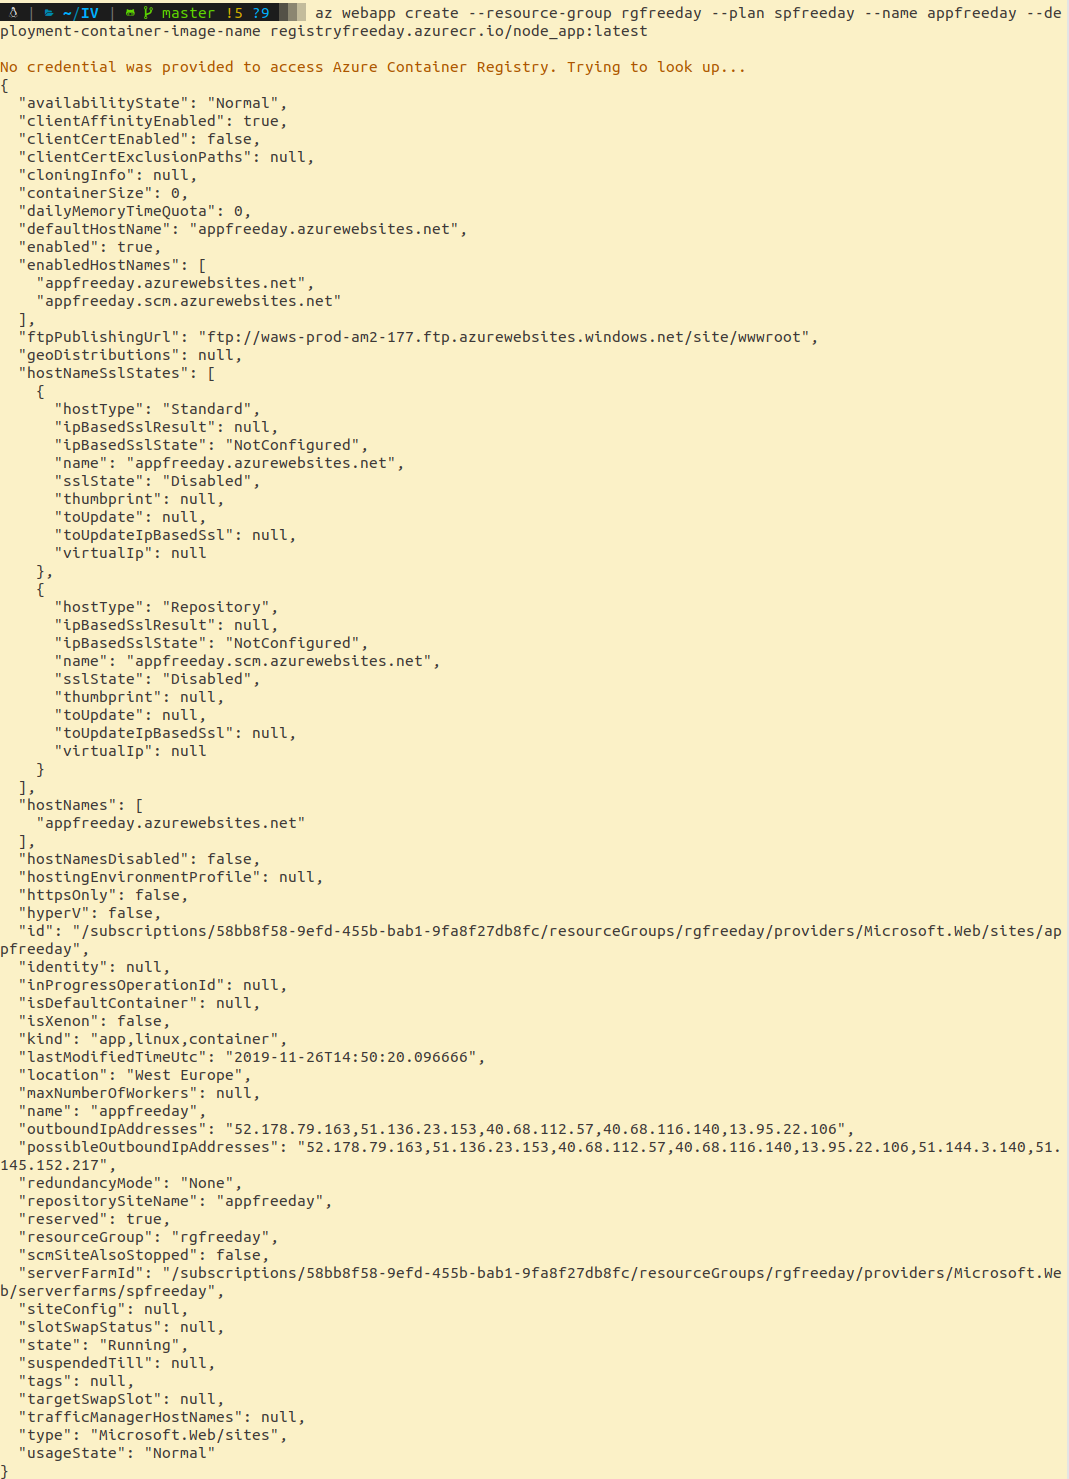 ~/IV | master !5 ?9 az webapp create --resource-group rgfreeday --plan spfreeday --name appfreeday --de
ployment-container-image-name registryfreeday.azurecr.io/node_app:latest
No credential was provided to access Azure Container Registry. Trying to look up...
{
  "availabilityState": "Normal",
  "clientAffinityEnabled": true,
  "clientCertEnabled": false,
  "clientCertExclusionPaths": null,
  "cloningInfo": null,
  "containerSize": 0,
  "dailyMemoryTimeQuota": 0,
  "defaultHostName": "appfreeday.azurewebsites.net",
  "enabled": true,
  "enabledHostNames": [
    "appfreeday.azurewebsites.net",
    "appfreeday.scm.azurewebsites.net"
  ],
  "ftpPublishingUrl": "ftp://waws-prod-am2-177.ftp.azurewebsites.windows.net/site/wwwroot",
  "geoDistributions": null,
  "hostNameSslStates": [
    {
      "hostType": "Standard",
      "ipBasedSslResult": null,
      "ipBasedSslState": "NotConfigured",
      "name": "appfreeday.azurewebsites.net",
      "sslState": "Disabled",
      "thumbprint": null,
      "toUpdate": null,
      "toUpdateIpBasedSsl": null,
      "virtualIp": null
    },
    {
      "hostType": "Repository",
      "ipBasedSslResult": null,
      "ipBasedSslState": "NotConfigured",
      "name": "appfreeday.scm.azurewebsites.net",
      "sslState": "Disabled",
      "thumbprint": null,
      "toUpdate": null,
      "toUpdateIpBasedSsl": null,
      "virtualIp": null
    }
  ],
  "hostNames": [
    "appfreeday.azurewebsites.net"
  ],
  "hostNamesDisabled": false,
  "hostingEnvironmentProfile": null,
  "httpsOnly": false,
  "hyperV": false,
  "id": "/subscriptions/58bb8f58-9efd-455b-bab1-9fa8f27db8fc/resourceGroups/rgfreeday/providers/Microsoft.Web/sites/ap
pfreeday",
  "identity": null,
  "inProgressOperationId": null,
  "isDefaultContainer": null,
  "isXenon": false,
  "kind": "app,linux,container",
  "lastModifiedTimeUtc": "2019-11-26T14:50:20.096666",
  "location": "West Europe",
  "maxNumberOfWorkers": null,
  "name": "appfreeday",
  "outboundIpAddresses": "52.178.79.163,51.136.23.153,40.68.112.57,40.68.116.140,13.95.22.106",
  "possibleOutboundIpAddresses": "52.178.79.163,51.136.23.153,40.68.112.57,40.68.116.140,13.95.22.106,51.144.3.140,51.
145.152.217",
  "redundancyMode": "None",
  "repositorySiteName": "appfreeday",
  "reserved": true,
  "resourceGroup": "rgfreeday",
  "scmSiteAlsoStopped": false,
  "serverFarmId": "/subscriptions/58bb8f58-9efd-455b-bab1-9fa8f27db8fc/resourceGroups/rgfreeday/providers/Microsoft.We
b/serverfarms/spfreeday",
  "siteConfig": null,
  "slotSwapStatus": null,
  "state": "Running",
  "suspendedTill": null,
  "tags": null,
  "targetSwapSlot": null,
  "trafficManagerHostNames": null,
  "type": "Microsoft.Web/sites",
  "usageState": "Normal"
}